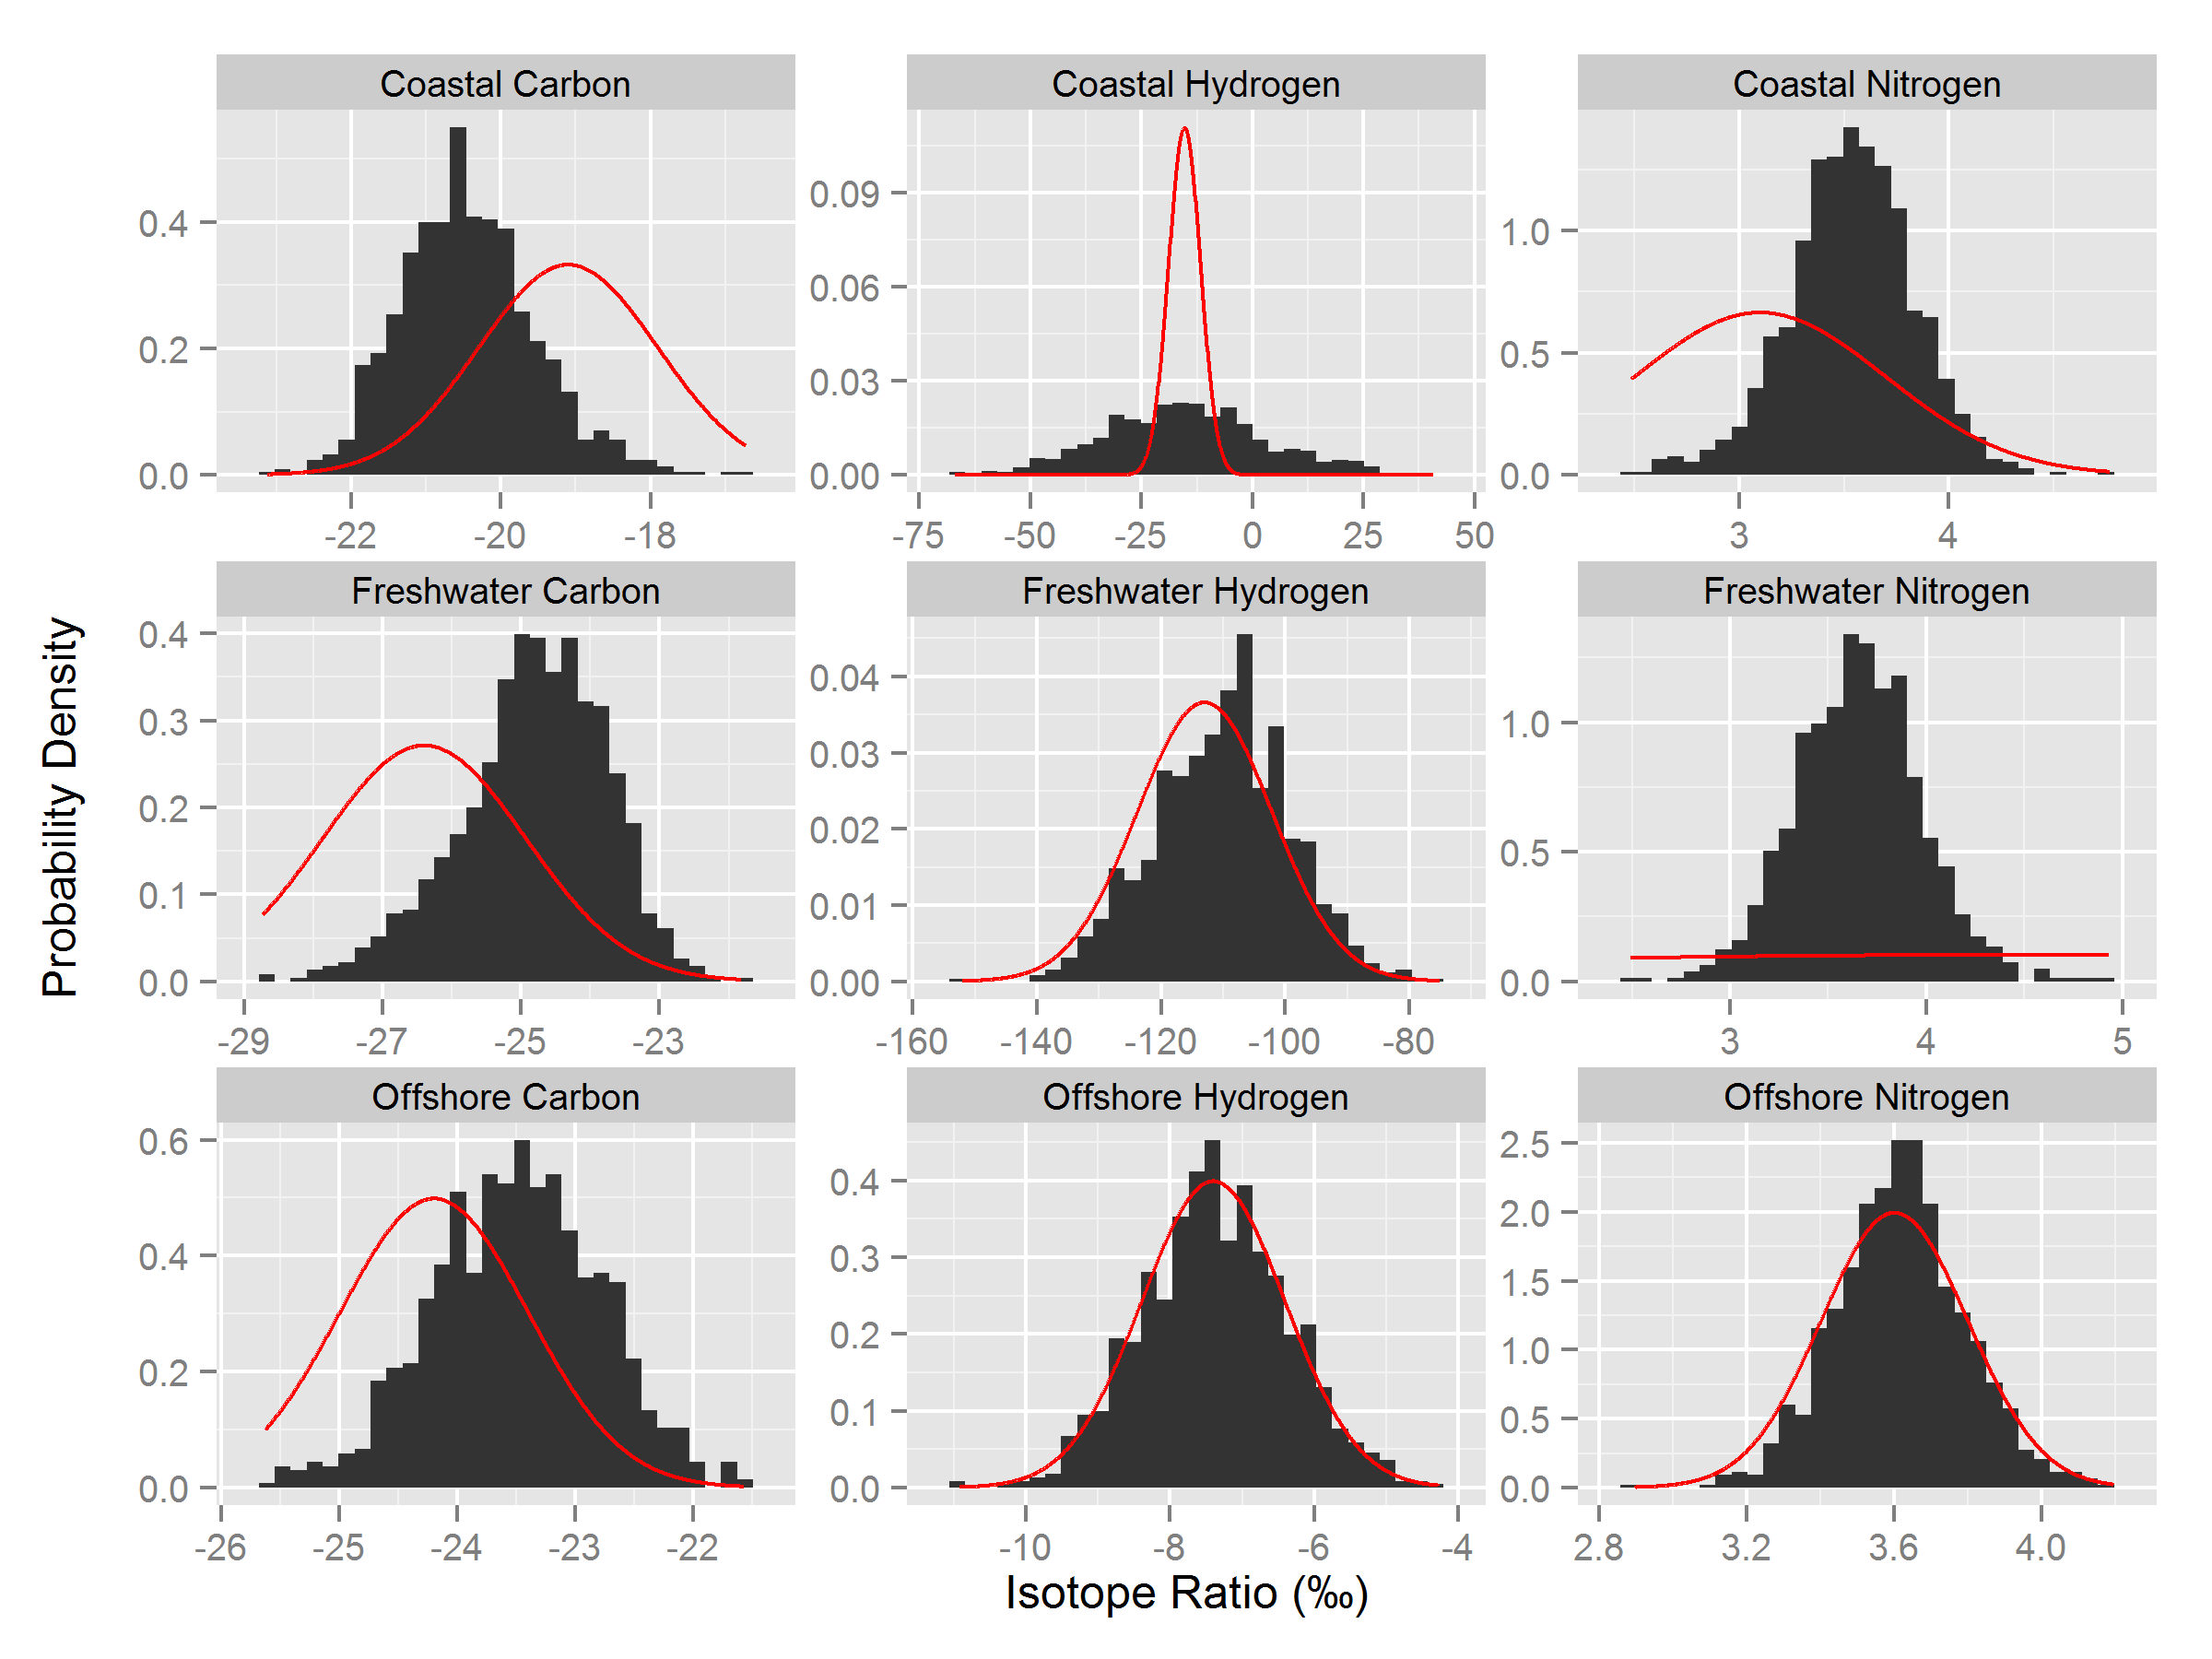 Coastal Carbon Coastal Hydrogen Coastal Nitrogen
0.4 0.09 1.0
0.2 0.06 0.5
0.0 0.03 0.0
0.00
-22 -20 -18 -75 -50 -25 0 25 50 3 4
Freshwater Carbon Freshwater Hydrogen Freshwater Nitrogen
Probability Density
0.4 0.04 1.0
0.3 0.03 0.5
0.2 0.02 0.0
0.1 0.01
0.0 0.00
-29 -27 -25 -23 -160 -140 -120 -100 -80 3 4 5
Offshore Carbon Offshore Hydrogen Offshore Nitrogen
0.6 0.4 2.5
0.4 0.3 2.0
0.2 0.2 1.5
0.0 0.1 1.0
0.0 0.5
0.0
-26 -25 -24 -23 -22 -10 -8 -6 -4 2.8 3.2 3.6 4.0
Isotope Ratio (‰)